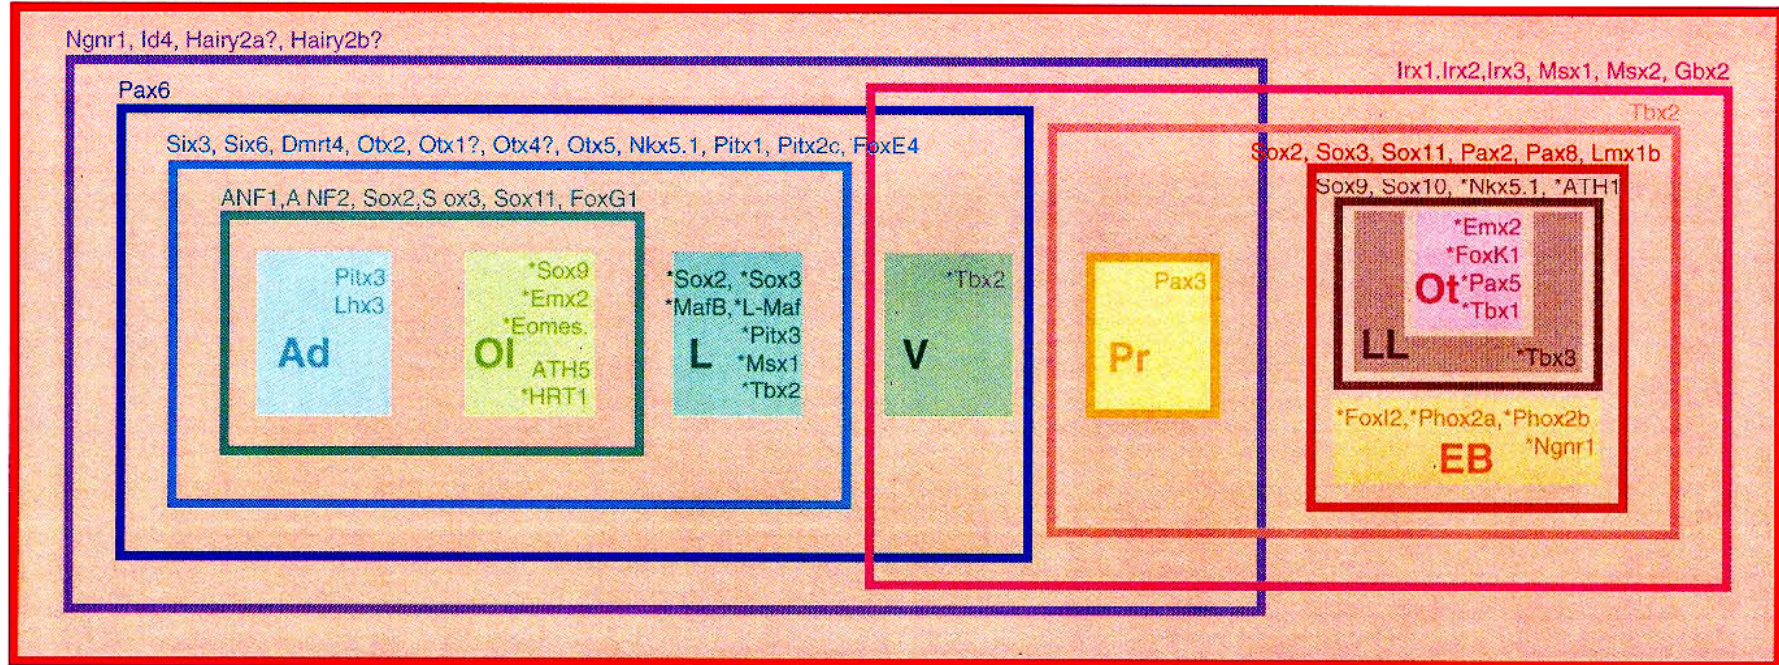 Ngnr1, Id4, Hairy2a?, Hairy2b?
Irx1.Irx2,Irx3, Msx1, Msx2, Gbx2
Pax6
Tbx2
Six3, Six6, Dmrt4, Otx2, Otx1?, Otx4?, Otx5, Nkx5.1, Pitx1, Pitx2c, FoxE4
Sox2, Sox3, Sox11, Pax2, Pax8, Lmx1b
ANF1,A NF2, Sox2,S ox3, Sox11, FoxG1
Sox9, Sox10, *Nkx5.1, *ATH1
Pitx3
Lhx3
Ad
*Sox9
*Emx2
*Eomes.
Ol
ATH5
*HRT1
*Sox2, *Sox3
*MafB,*L-Maf
*Pitx3
L
*Msx1
*Tbx2
*Tbx2
V
Pax3
Pr
*Emx2
*FoxK1
Ot
*Pax5
*Tbx1
LL
*Tbx3
*FoxI2,*Phox2a,*Phox2b
*Ngnr1
EB